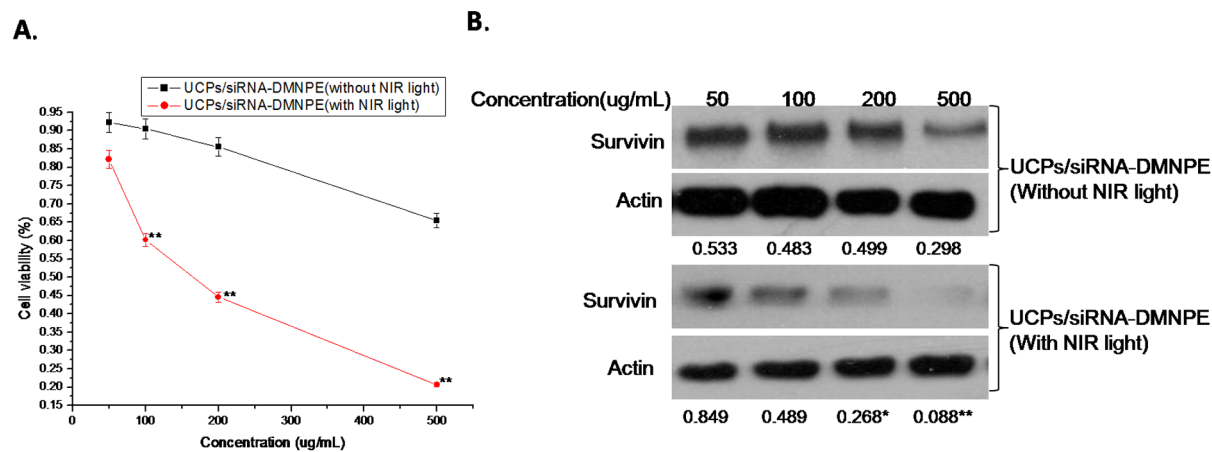 A.
UCPs/siRNA-DMNPE(without NIR light)
UCPs/siRNA-DMNPE(with NIR light)
0.95
0.90
0.85
0.80
0.75
0.70
0.65
0.60
0.55
0.50
0.45
0.40
0.35
0.30
0.25
0.20
0.15
Cell viability (%)
**
**
**
0 100 200 300 400 500
Concentration (ug/mL)
B.
Concentration(ug/mL) 50 100 200 500
Survivin
Actin
UCPs/siRNA-DMNPE
(Without NIR light)
0.533 0.483 0.499 0.298
Survivin
Actin
UCPs/siRNA-DMNPE
(With NIR light)
0.849 0.489 0.268* 0.088**